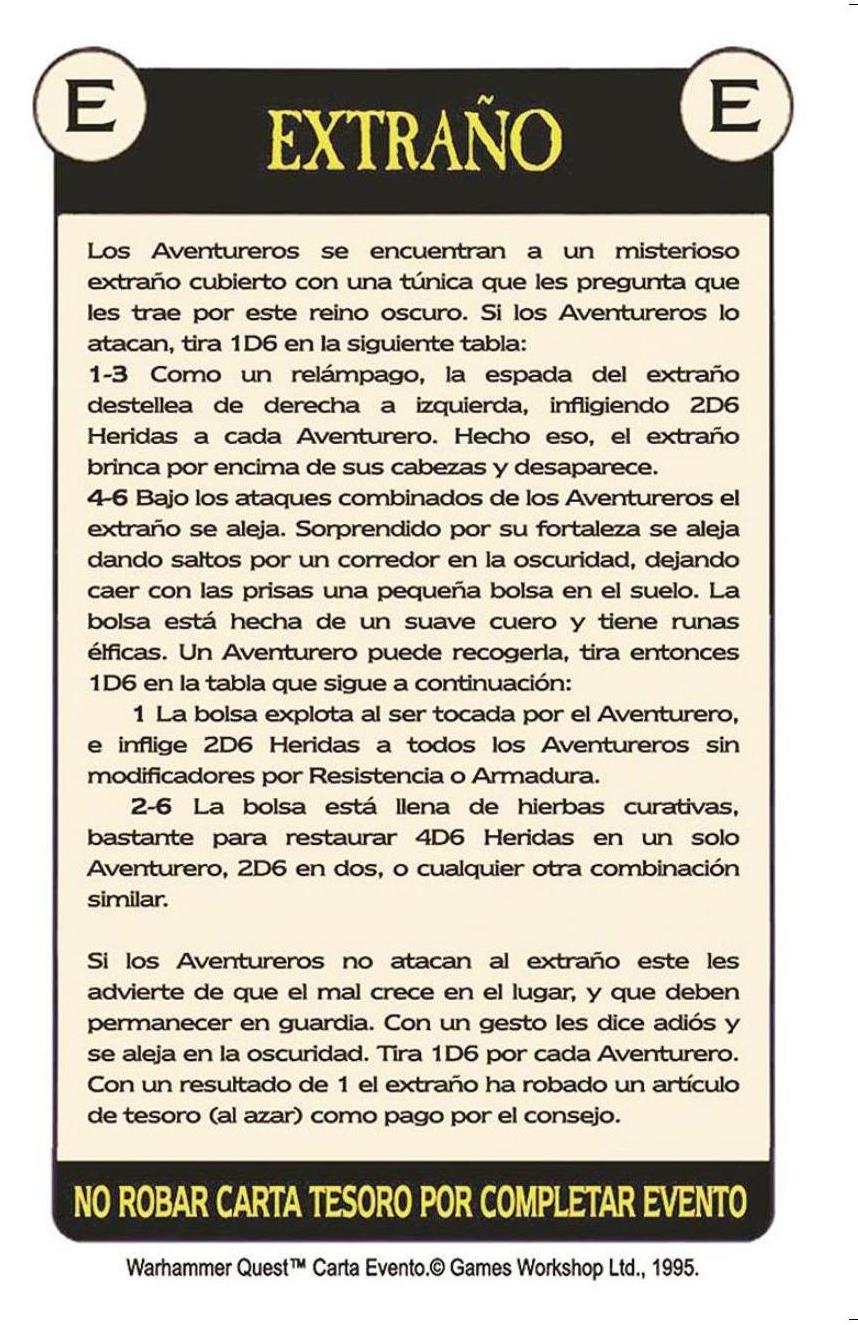 E
E
EXTRAÑO
Los Aventureros se encuentran a un misterioso
extraño cubierto con una túnica que les pregunta que
les trae por este reino oscuro. Si los Aventureros lo
atacan, tira 1D6 en la siguiente tabla:
1-3 Como un relámpago, la espada del extraño
destellea de derecha a izquierda, infligiendo 2D6
Heridas a cada Aventurero. Hecho eso, el extraño
brinca por encima de sus cabezas y desaparece.
4-6 Bajo los ataques combinados de los Aventureros el
extraño se aleja. Sorprendido por su fortaleza se aleja
dando saltos por un corredor en la oscuridad, dejando
caer con las prisas una pequeña bolsa en el suelo. La
bolsa está hecha de un suave cuero y tiene runas
élficas. Un Aventurero puede recogerla, tira entonces
1D6 en la tabla que sigue a continuación:
1 La bolsa explota al ser tocada por el Aventurero,
e inflige 2D6 Heridas a todos los Aventureros sin
modificadores por Resistencia o Armadura.
2-6 La bolsa está llena de hierbas curativas,
bastante para restaurar 4D6 Heridas en un solo
Aventurero, 2D6 en dos, o cualquier otra combinación
similar.
Si los Aventureros no atacan al extraño este les
advierte de que el mal crece en el lugar, y que deben
permanecer en guardia. Con un gesto les dice adiós y
se aleja en la oscuridad. Tira 1D6 por cada Aventurero.
Con un resultado de 1 el extraño ha robado un artículo
de tesoro (al azar) como pago por el consejo.
NO ROBAR CARTA TESORO POR COMPLETAR EVENTO
Warhammer Quest™ Carta Evento.© Games Workshop Ltd., 1995.